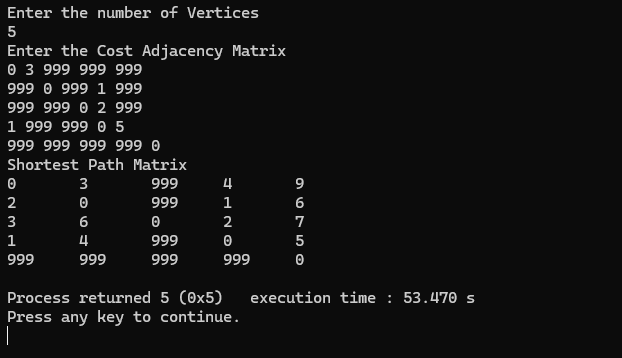 Enter the number of Vertices
5
Enter the Cost Adjacency Matrix
0 3 999 999 999
999 0 999 1 999
999 999 0 2 999
1 999 999 0 5
999 999 999 999 0
Shortest Path Matrix
0 3 999 4 9
2 0 999 1 6
3 6 0 2 7
1 4 999 0 5
999 999 999 999 0
Process returned 5 (0x5) execution time : 53.470 s
Press any key to continue.